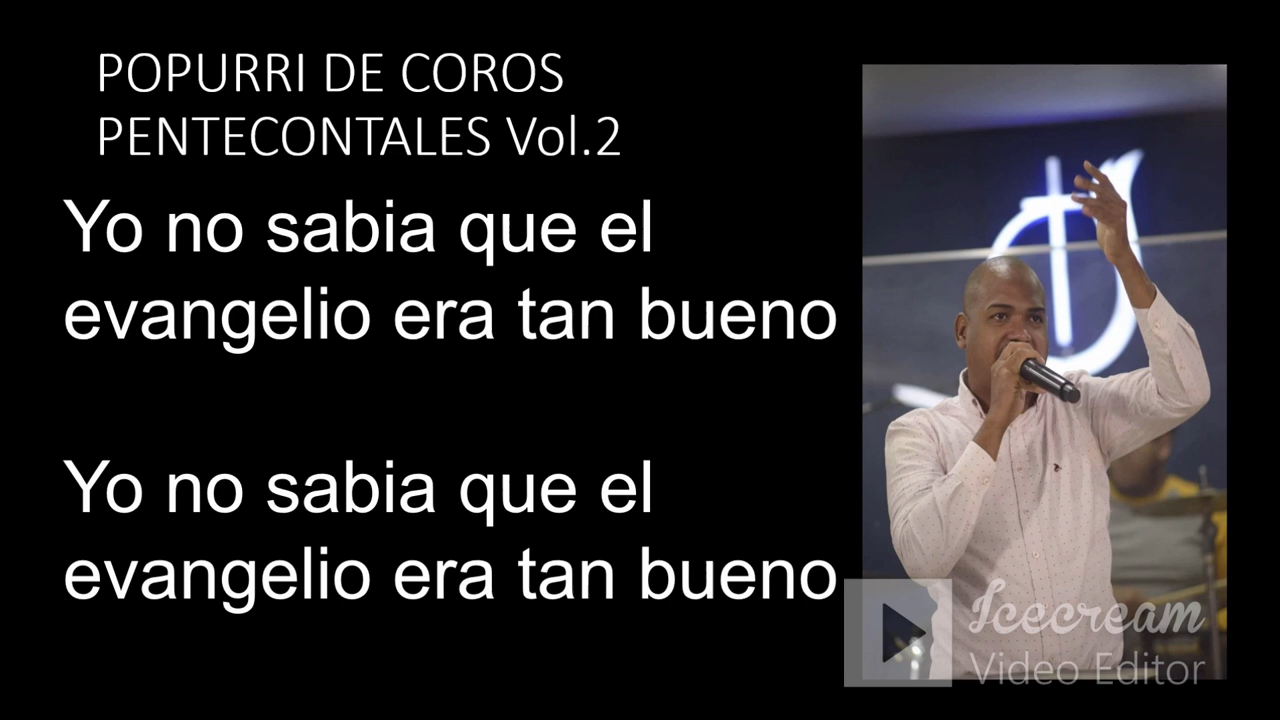 POPURRI DE COROS
PENTECONTALES Vol.2
Yo no sabia que el
evangelio era tan bueno
Yo no sabia que el
evangelio era tan bueno
Icecream
Video Editor